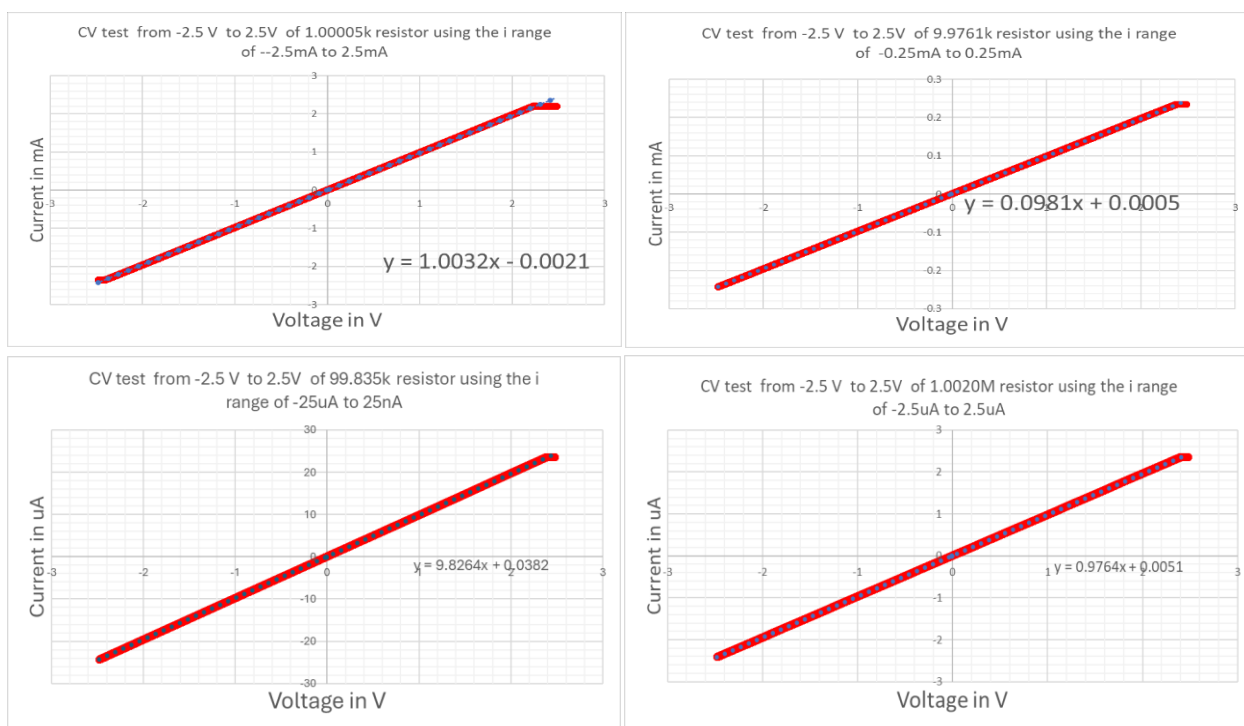 CV test from -2.5 V to 2.5V of 1.00005k resistor using the i range
of --2.5mA to 2.5mA
3
2
1
0
-1
-2
-3
-3
-2
-1
0
1
2
3
Current in mA
y = 1.0032x - 0.0021
Voltage in V
CV test from -2.5 V to 2.5V of 9.9761k resistor using the i range
of -0.25mA to 0.25mA
0.3
0.2
0.1
0
-0.1
-0.2
-0.3
-3
-2
-1
0
1
2
3
Current in mA
y = 0.0981x + 0.0005
Voltage in V
CV test from -2.5 V to 2.5V of 99.835k resistor using the i
range of -25uA to 25nA
30
20
10
0
-10
-20
-30
-3
-2
-1
0
1
2
3
Current in uA
y = 9.8264x + 0.0382
Voltage in V
CV test from -2.5 V to 2.5V of 1.0020M resistor using the i range
of -2.5uA to 2.5uA
3
2
1
0
-1
-2
-3
-3
-2
-1
0
1
2
3
Current in uA
y = 0.9764x + 0.0051
Voltage in V